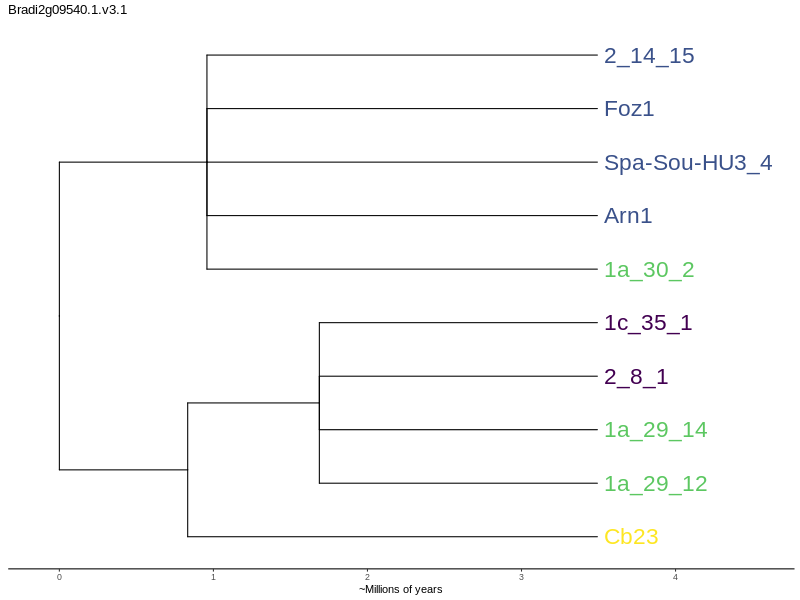 Bradi2g09540.1.v3.1
2_14_15
Foz1
Spa-Sou-HU3_4
Arn1
1a_30_2
1c_35_1
2_8_1
1a_29_14
1a_29_12
Cb23
0 1 2 3 4
~Millions of years